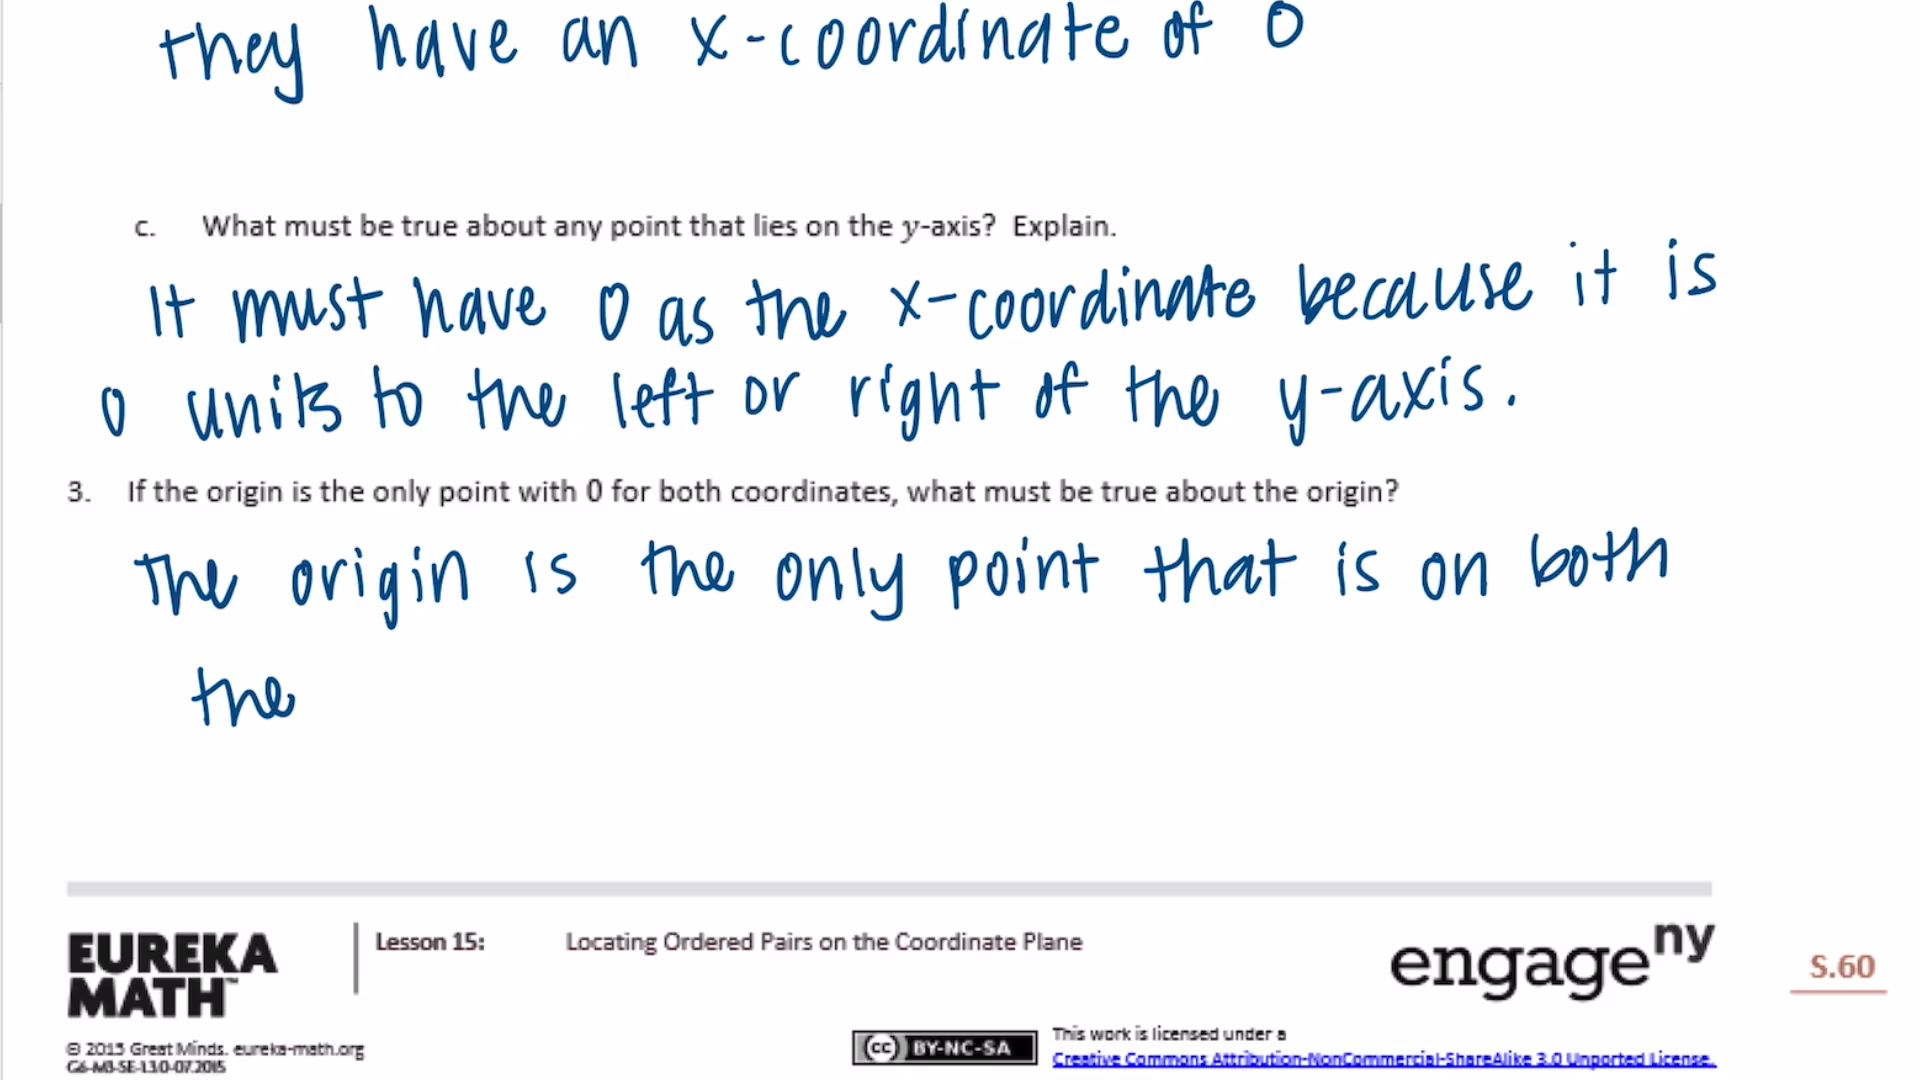 they have an x-coordinate of 0
c. What must be true about any point that lies on the y-axis? Explain.
It must have 0 as the x-coordinate because it is
0 units to the left or right of the y-axis.
3. If the origin is the only point with 0 for both coordinates, what must be true about the origin?
The origin is the only point that is on both
the
EUREKA
MATH™
Lesson 15: Locating Ordered Pairs on the Coordinate Plane
engage ny
S.60
© 2015 Great Minds. eureka-math.org
G6-M3-SE-1.3.0-07.2015
cc BY-NC-SA
This work is licensed under a
Creative Commons Attribution-NonCommercial-ShareAlike 3.0 Unported License.